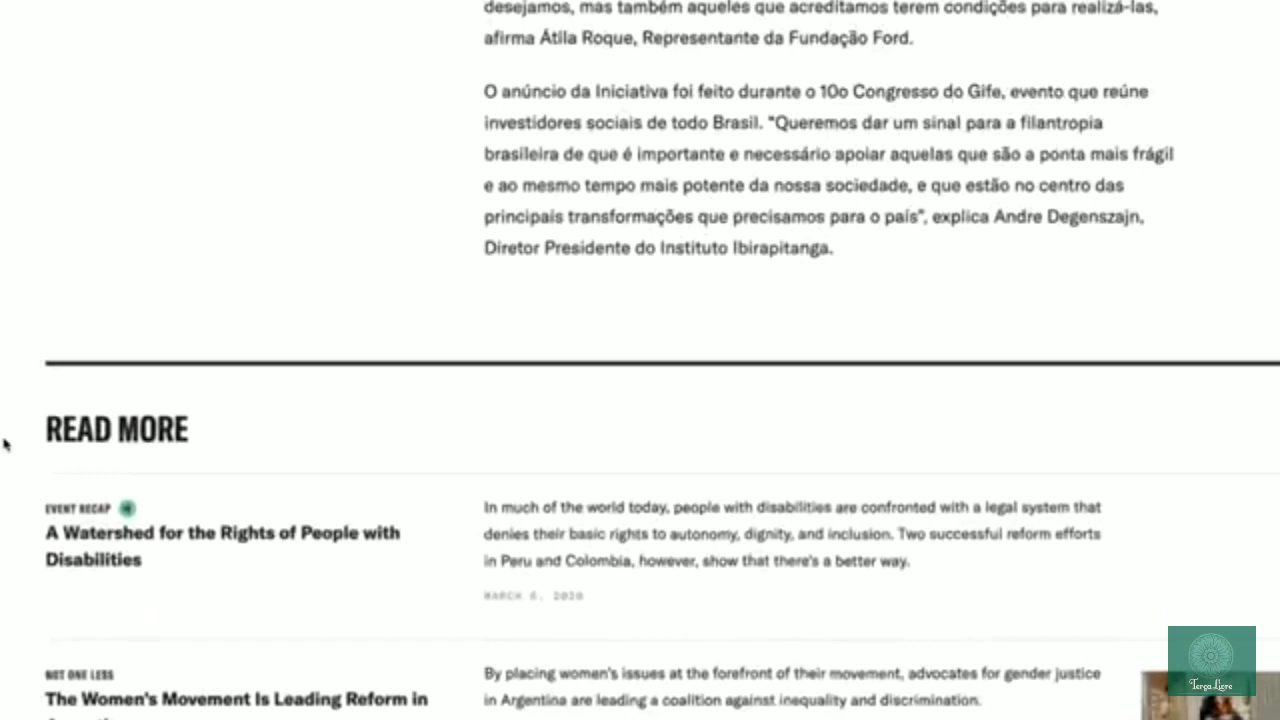 desejamos, mas também aqueles que acreditamos terem condições para realizá-las,
afirma Átila Roque, Representante da Fundação Ford.
O anúncio da Iniciativa foi feito durante o 10o Congresso do Gife, evento que reúne
investidores sociais de todo Brasil. "Queremos dar um sinal para a filantropia
brasileira de que é importante e necessário apoiar aquelas que são a ponta mais frágil
e ao mesmo tempo mais potente da nossa sociedade, e que estão no centro das
principais transformações que precisamos para o país", explica Andre Degenszajn,
Diretor Presidente do Instituto Ibirapitanga.
READ MORE
EVENT RECAP
A Watershed for the Rights of People with
Disabilities
In much of the world today, people with disabilities are confronted with a legal system that
denies their basic rights to autonomy, dignity, and inclusion. Two successful reform efforts
in Peru and Colombia, however, show that there's a better way.
MARCH 6, 2020
NOT ONE LESS
The Women's Movement Is Leading Reform in
By placing women's issues at the forefront of their movement, advocates for gender justice
in Argentina are leading a coalition against inequality and discrimination.
Terça Livre